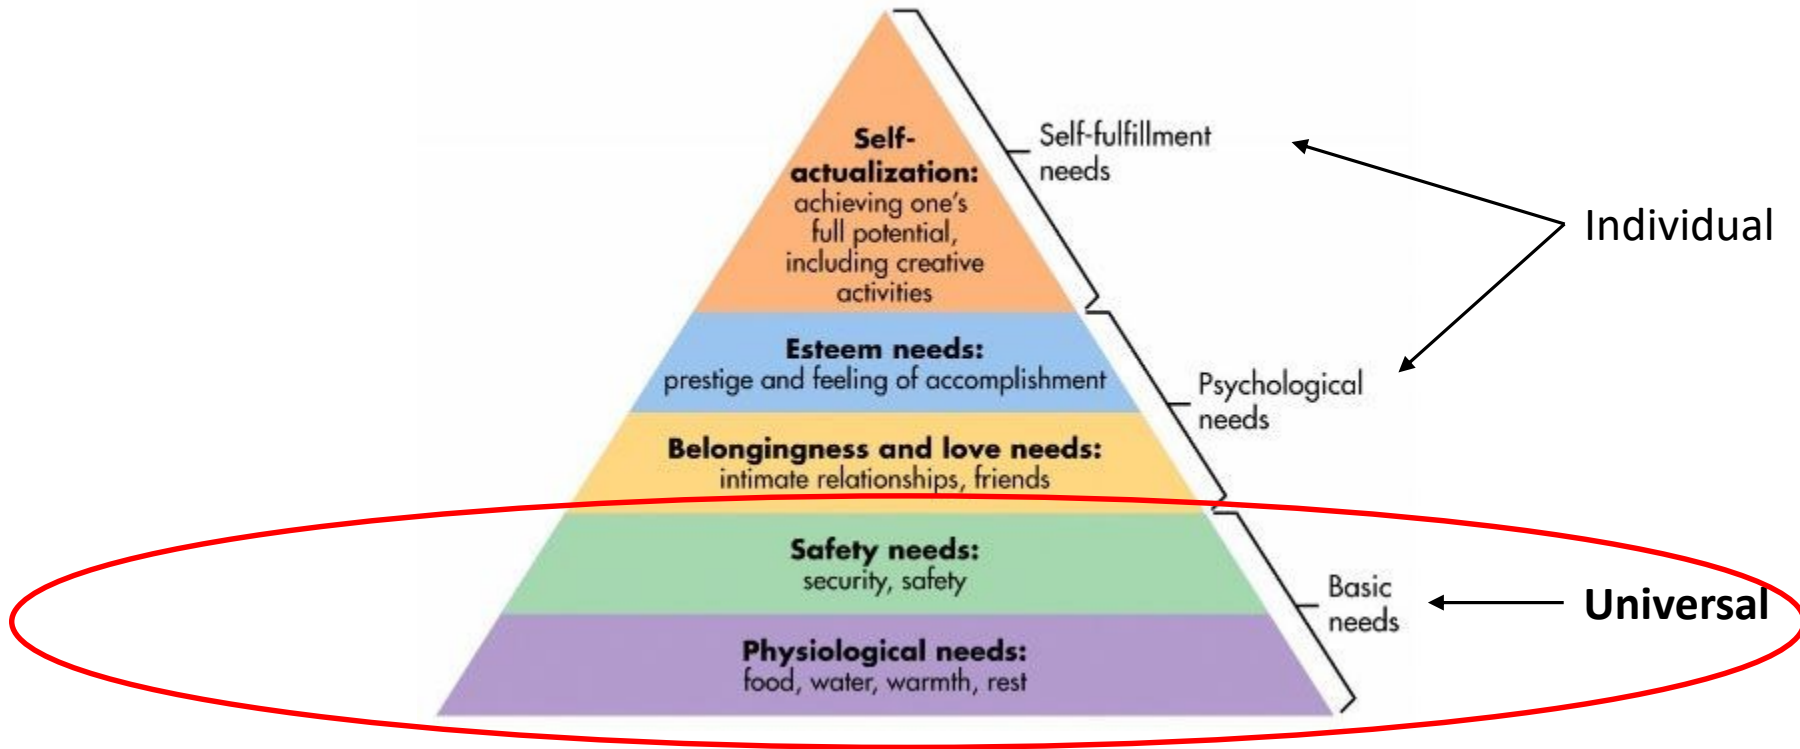 Self-
actualization:
achieving one's
full potential,
including creative
activities
Self-fulfillment
needs
Individual
Esteem needs:
prestige and feeling of accomplishment
Psychological
needs
Belongingness and love needs:
intimate relationships, friends
Safety needs:
security, safety
Basic
needs
Universal
Physiological needs:
food, water, warmth, rest